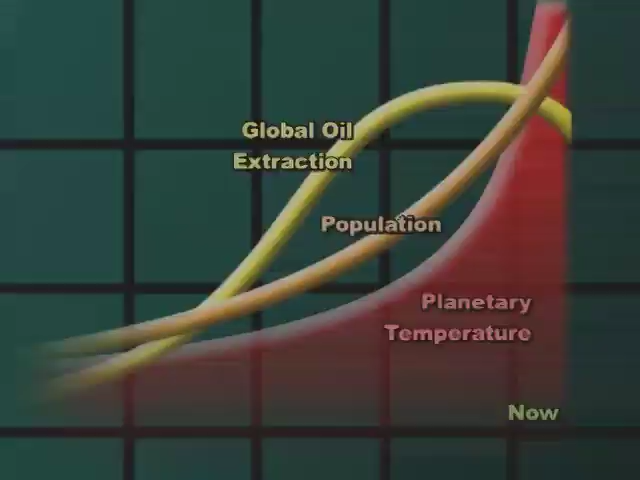 Global Oil
Extraction
Population
Planetary
Temperature
Now